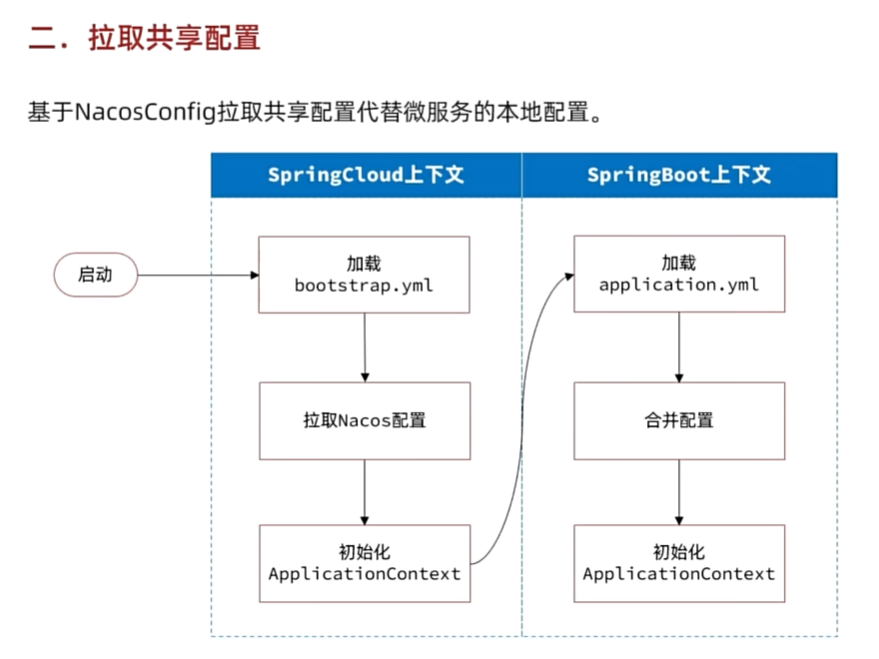 二．拉取共享配置
基于NacosConfig拉取共享配置代替微服务的本地配置。
SpringCloud上下文
SpringBoot上下文
启动
加载
bootstrap.yml
拉取Nacos配置
初始化
ApplicationContext
加载
application.yml
合并配置
初始化
ApplicationContext